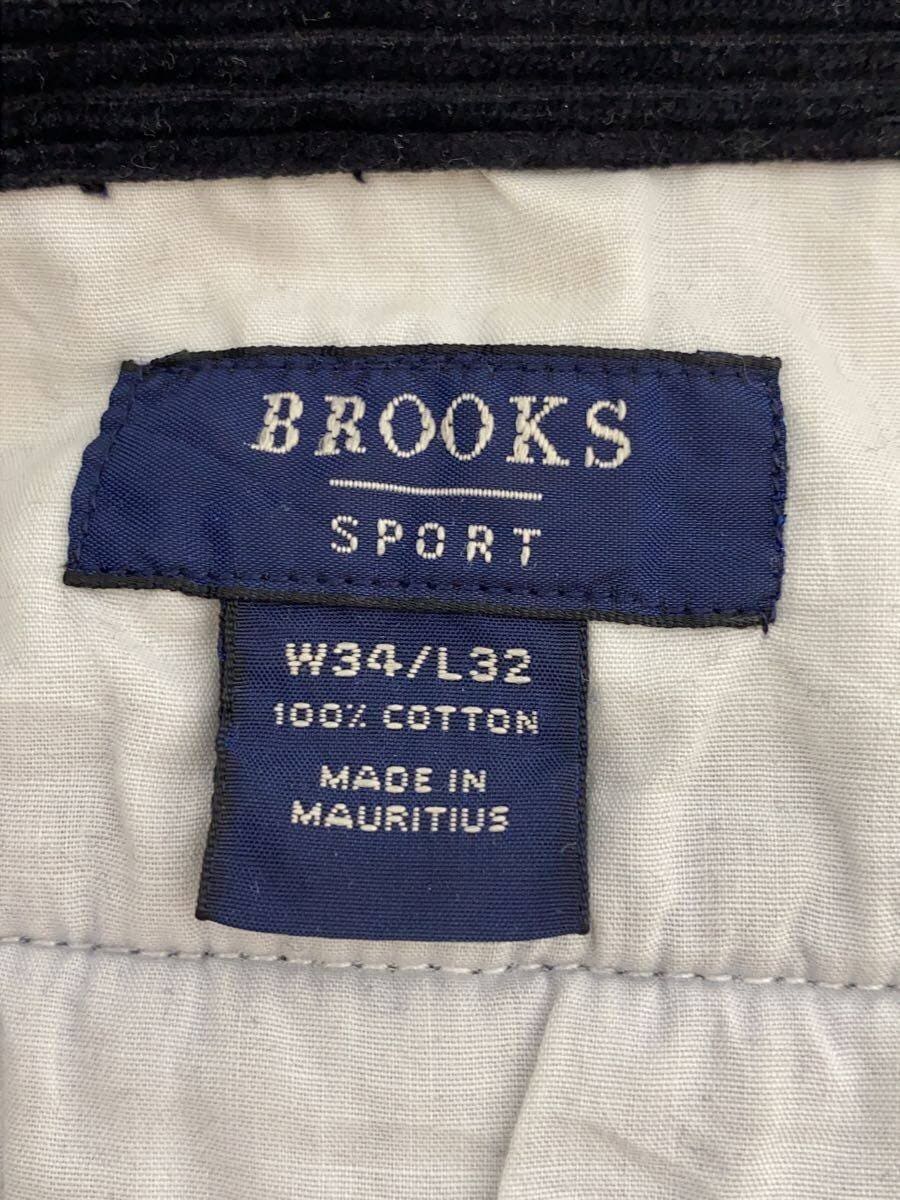 BROOKS
SPORT
W34/L32
100% COTTON
MADE IN
MAURITIUS